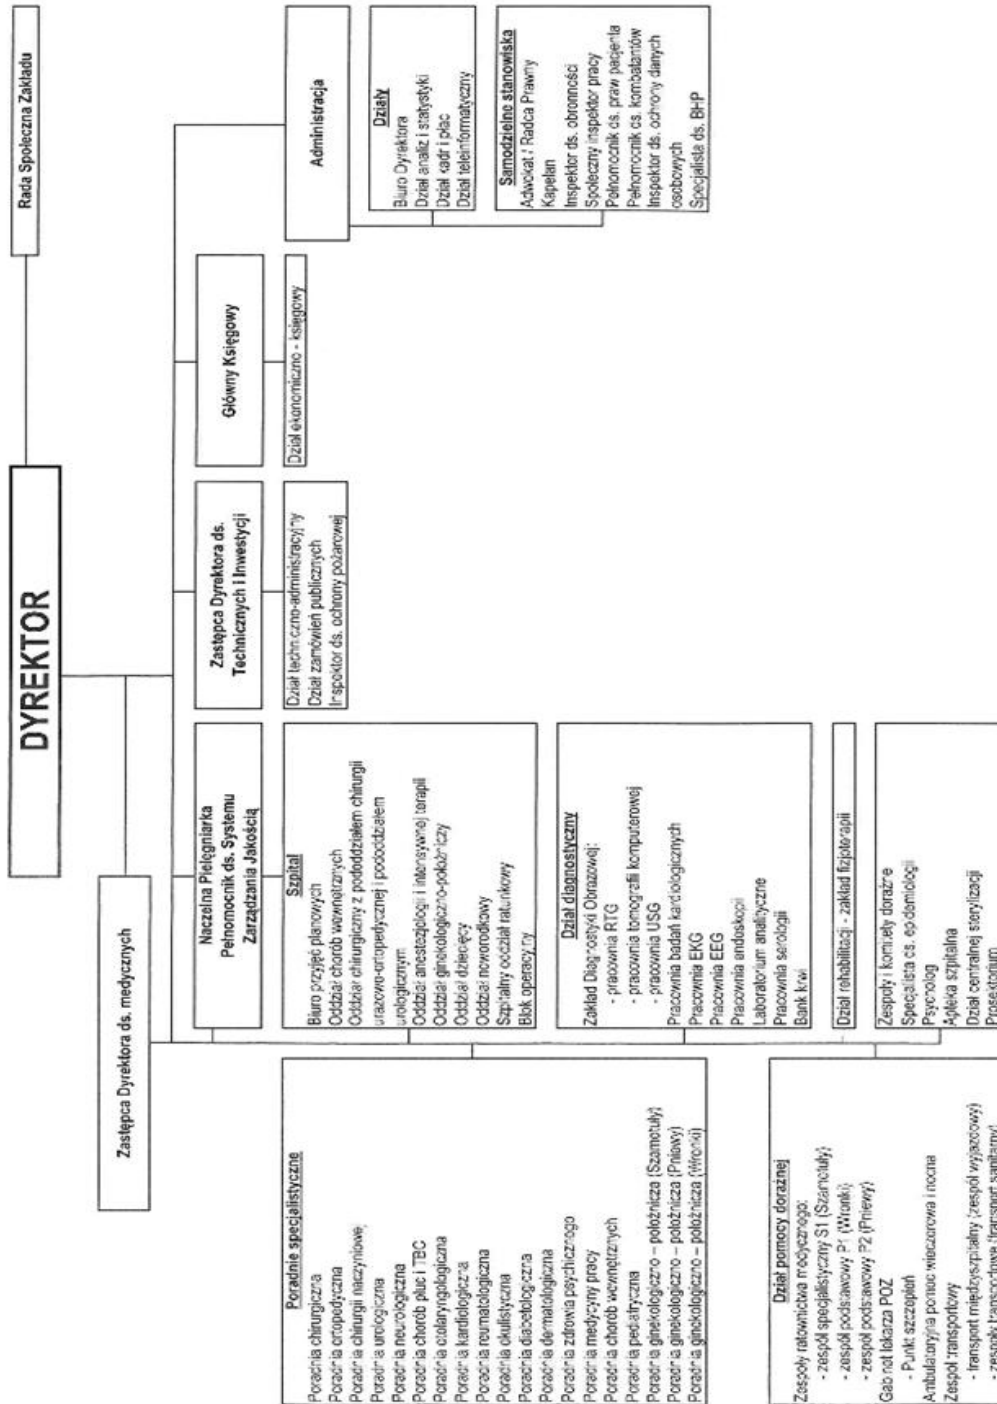 Rada Społeczna Zakładu
DYREKTOR
Zastępca Dyrektora ds. medycznych
Naczelna Pielęgniarka
Pełnomocnik ds. Systemu
Zarządzania Jakością
Zastępca Dyrektora ds.
Technicznych i Inwestycji
Główny Księgowy
Administracja
Dział techniczno-administracyjny
Dział zamówień publicznych
Inspektor ds. ochrony pożarowej
Dział ekonomiczno - księgowy
Działy
Biuro Dyrektora
Dział analiz i statystyki
Dział kadr i płac
Dział teleinformatyczny
Samodzielne stanowiska
Adwokat / Radca Prawny
Kapelan
Inspektor ds. obronności
Społeczny inspektor pracy
Pełnomocnik ds. praw pacjenta
Pełnomocnik ds. kombatantów
Inspektor ds. ochrony danych
osobowych
Specjalista ds. BHP
Szpital
Biuro przyjęć planowych
Oddział chorób wewnętrznych
Oddział chirurgiczny z pododdziałem chirurgii
urazowo-ortopedycznej i pododdziałem
urologicznym
Oddział anestezjologii i intensywnej terapii
Oddział ginekologiczno-położniczy
Oddział dziecięcy
Oddział noworodkowy
Szpitalny oddział ratunkowy
Blok operacyjny
Dział diagnostyczny
Zakład Diagnostyki Obrazowej:
- pracownia RTG
- pracownia tomografii komputerowej
- pracownia USG
Pracownia badań kardiologicznych
Pracownia EKG
Pracownia EEG
Pracownia endoskopii
Laboratorium analityczne
Pracownia serologii
Bank krwi
Dział rehabilitacji - zakład fizjoterapii
Zespoły i komitety doraźne
Specjalista ds. epidemiologii
Psycholog
Apteka szpitalna
Dział centralnej sterylizacji
Prosektorium
Poradnie specjalistyczne
Poradnia chirurgiczna
Poradnia ortopedyczna
Poradnia chirurgii naczyniowej,
Poradnia urologiczna
Poradnia neurologiczna
Poradnia chorób płuc i TBC
Poradnia otolaryngologiczna
Poradnia kardiologiczna
Poradnia reumatologiczna
Poradnia okulistyczna
Poradnia diabetologiczna
Poradnia dermatologiczna
Poradnia zdrowia psychicznego
Poradnia medycyny pracy
Poradnia chorób wewnętrznych
Poradnia pediatryczna
Poradnia ginekologiczno – położnicza (Szamotuły)
Poradnia ginekologiczno – położnicza (Pniewy)
Poradnia ginekologiczno – położnicza (Wronki)
Dział pomocy doraźnej
Zespoły ratownictwa medycznego:
- zespół specjalistyczny S1 (Szamotuły)
- zespół podstawowy P1 (Wronki)
- zespół podstawowy P2 (Pniewy)
Gabinet lekarza POZ
- Punkt szczepień
Ambulatoryjna pomoc wieczorowa i nocna
Zespół transportowy
- transport międzyszpitalny (zespół wyjazdowy)
- zespoły transportowe (transport sanitarny)